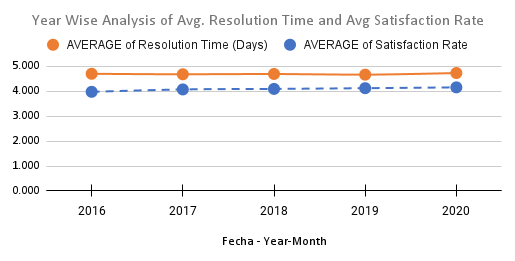 Year Wise Analysis of Avg. Resolution Time and Avg Satisfaction Rate
AVERAGE of Resolution Time (Days) AVERAGE of Satisfaction Rate
5.000
4.000
3.000
2.000
1.000
0.000
2016 2017 2018 2019 2020
Fecha - Year-Month